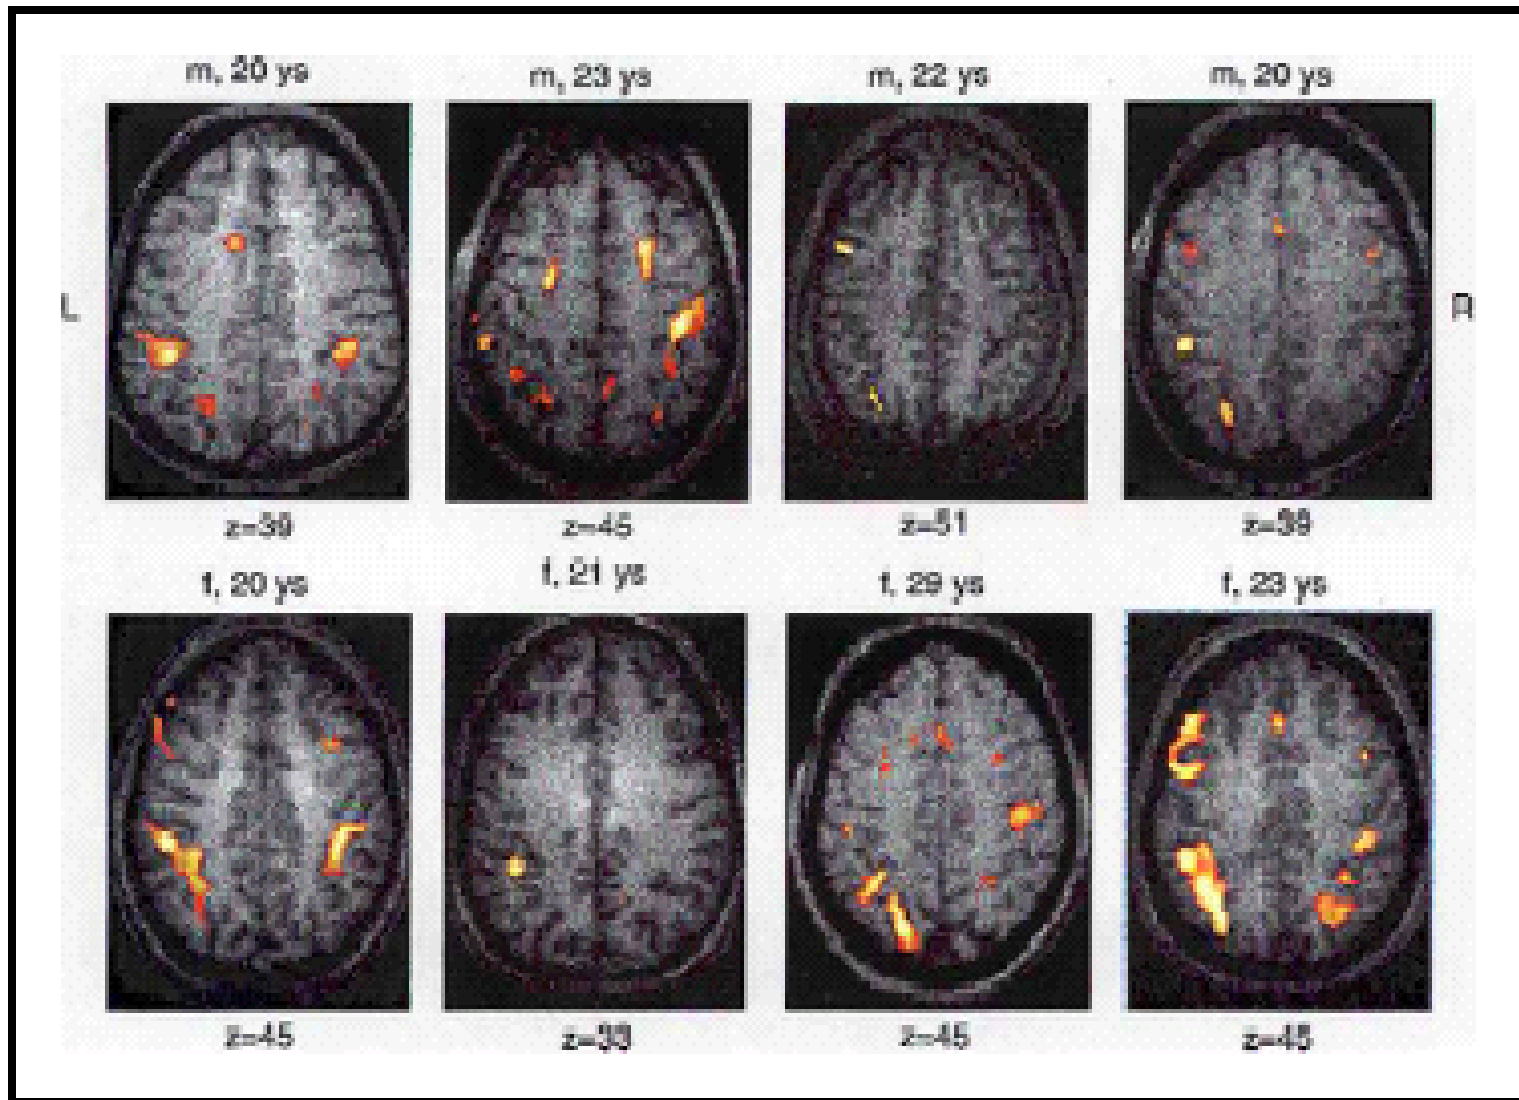 m, 20 ys
m, 23 ys
m, 22 ys
m, 20 ys
L
R
z=39
z=45
z=51
z=39
f, 20 ys
f, 21 ys
f, 29 ys
f, 23 ys
z=45
z=39
z=45
z=45